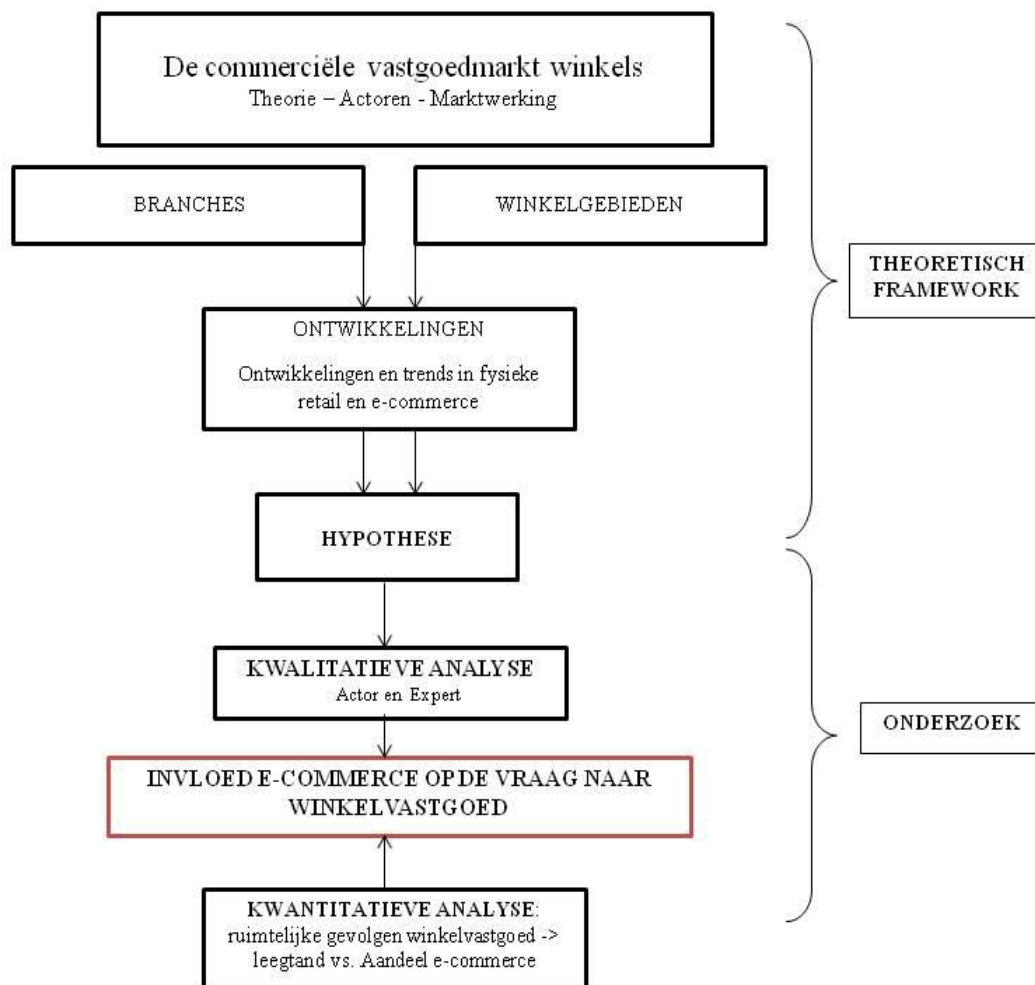 De commerciële vastgoedmarkt winkels
Theorie – Actoren - Marktwerking
BRANCHES
WINKELGEBIEDEN
THEORETISCH
FRAMEWORK
ONTWIKKELINGEN
Ontwikkelingen en trends in fysieke
retail en e-commerce
HYPOTHESE
KWALITATIEVE ANALYSE
Actor en Expert
ONDERZOEK
INVLOED E-COMMERCE OP DE VRAAG NAAR
WINKELVASTGOED
KWANTITATIEVE ANALYSE:
ruimtelijke gevolgen winkelvastgoed ->
leegtand vs. Aandeel e-commerce